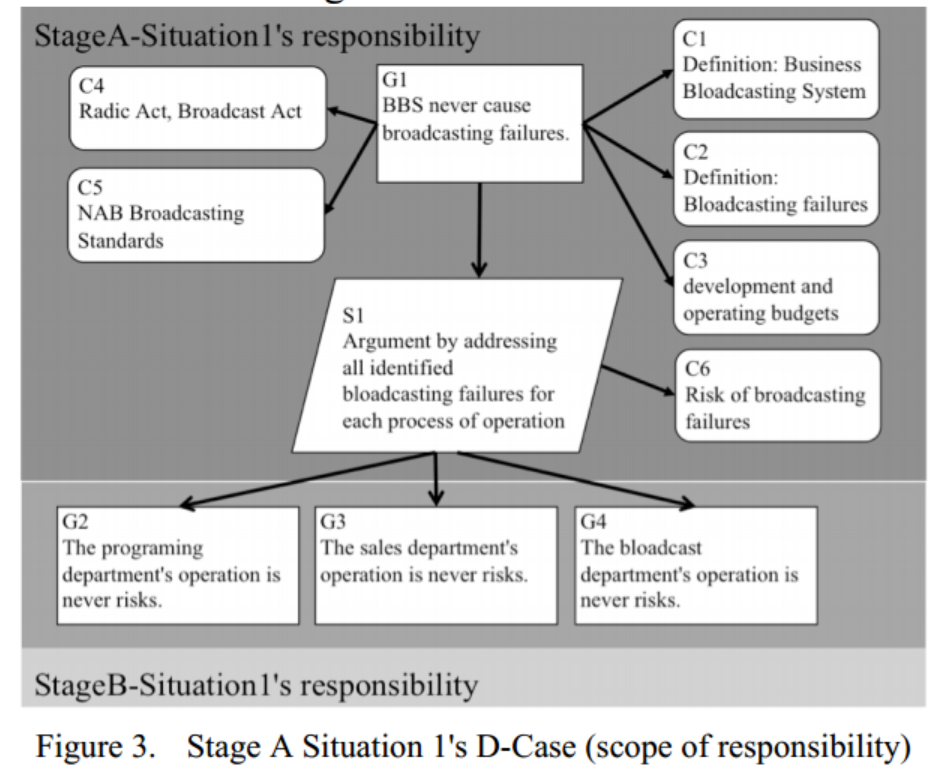 StageA-Situation1's responsibility
C4
Radic Act, Broadcast Act
C5
NAB Broadcasting
Standards
G1
BBS never cause
broadcasting failures.
C1
Definition: Business
Bloadcasting System
C2
Definition:
Bloadcasting failures
C3
development and
operating budgets
S1
Argument by addressing
all identified
bloadcasting failures for
each process of operation
C6
Risk of broadcasting
failures
G2
The programing
department's operation is
never risks.
G3
The sales department's
operation is never risks.
G4
The bloadcast
department's operation is
never risks.
StageB-Situation1's responsibility
Figure 3. Stage A Situation 1's D-Case (scope of responsibility)